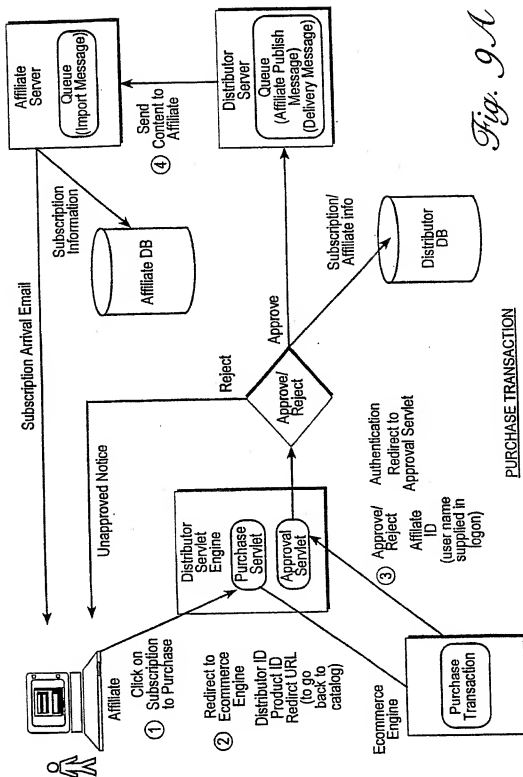 Affiliate
Server
Queue
(Import Message)
Subscription Arrival Email
Subscription
Information
Affiliate DB
④ Send
Content to
Affiliate
Distributor
Server
Queue
(Affiliate Publish
Message)
(Delivery Message)
Unapproved Notice
Reject
Approve/
Reject
Approve
Subscription/
Affiliate info
Distributor
DB
Affiliate
① Click on
Subscription
to Purchase
Distributor
Servlet
Engine
Purchase
Servlet
Approval
Servlet
② Redirect to
Ecommerce
Engine
Distributor ID
Product ID
Redirct URL
(to go
back to
catalog)
③ Approve/
Reject
Affilate
ID
(user name
supplied in
logon)
Authentication
Redirect to
Approval Servlet
Ecommerce
Engine
Purchase
Transaction
PURCHASE TRANSACTION
Fig. 9A